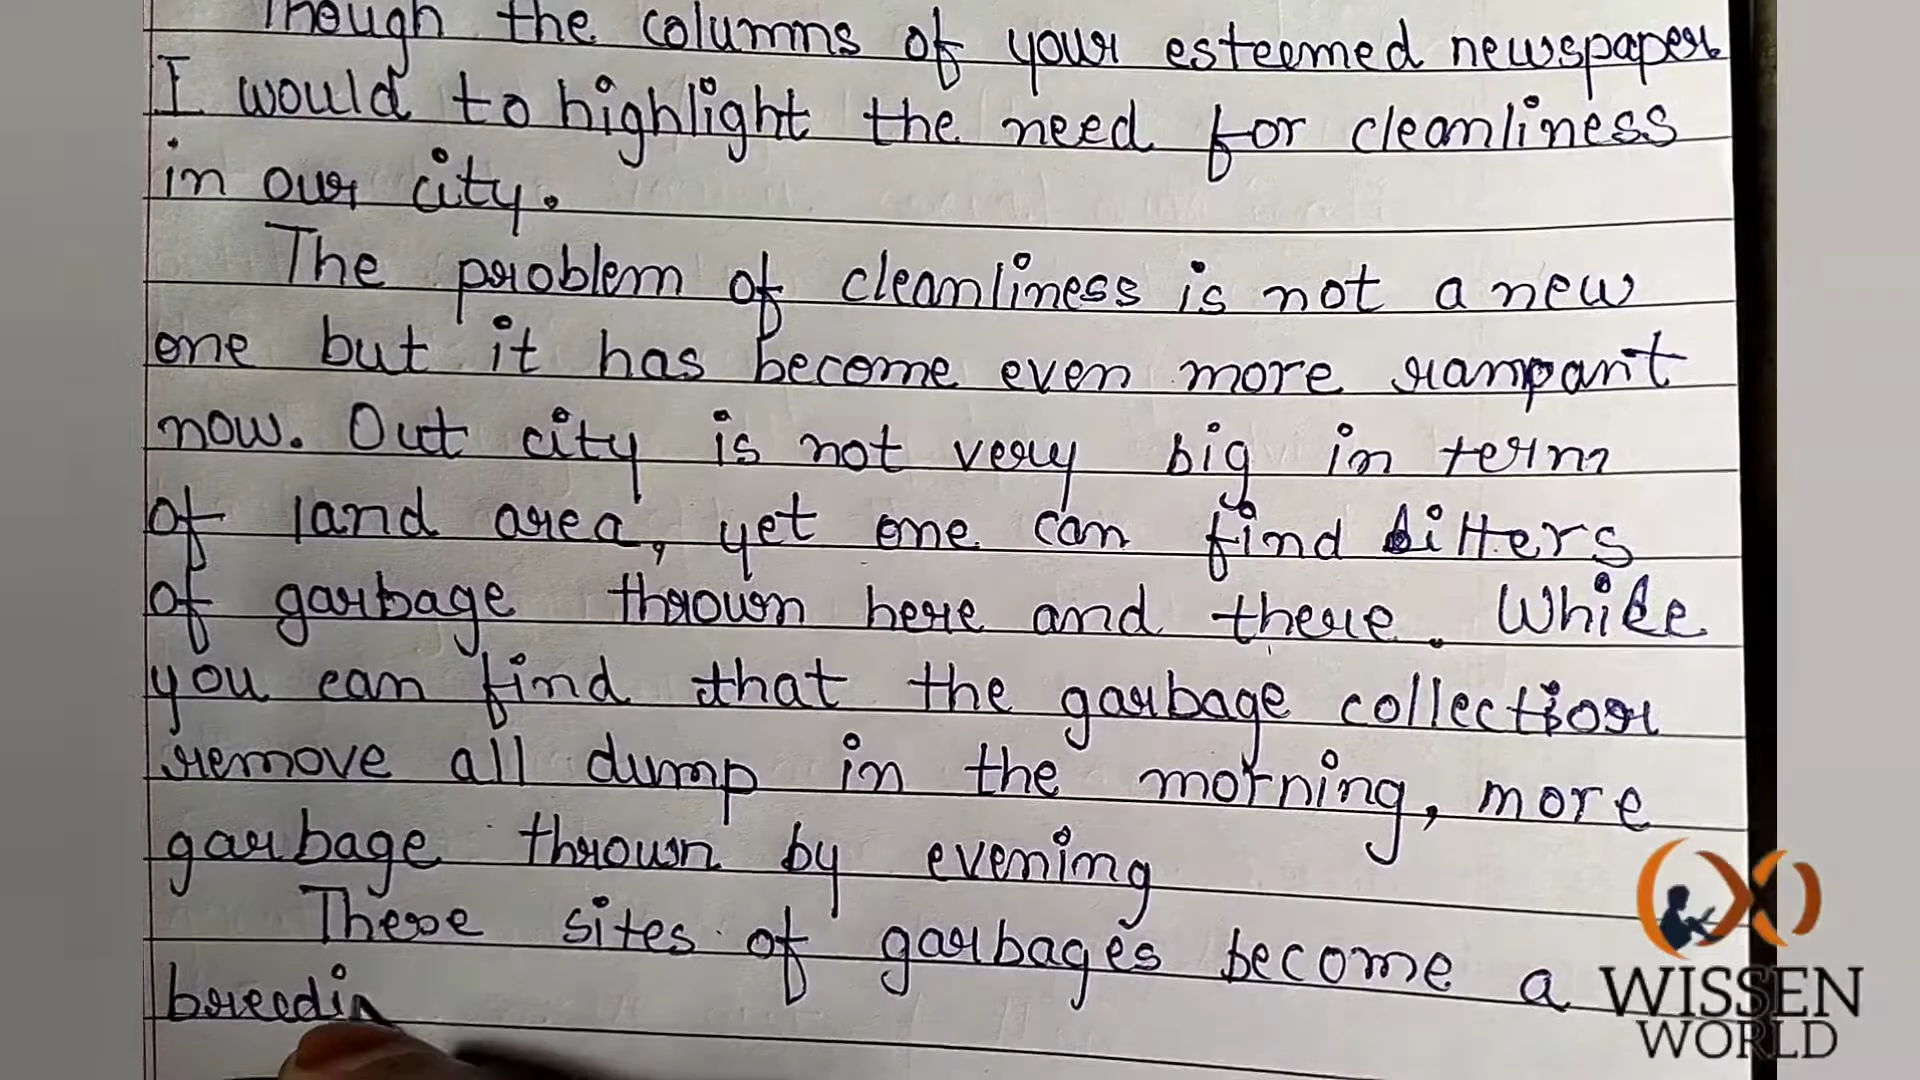 Though the columns of your esteemed newspaper
I would to highlight the need for cleanliness
in our city.
The problem of cleanliness is not a new
one but it has become even more rampant
now. Out city is not very big in term
of land area, yet one can find litters
of garbage thrown here and there. While
you can find that the garbage collection
remove all dump in the morning, more
garbage thrown by evening
These sites of garbages become a
breedin
WISSEN
WORLD